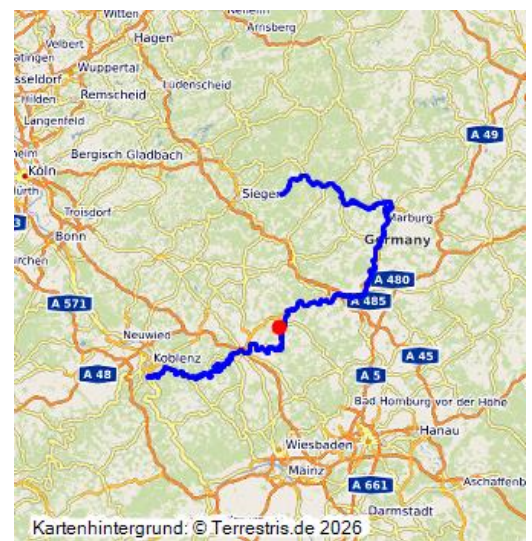 Witten
Hagen
Arnsberg
Velbert
Wuppertal
Lüdenscheid
Hilden
Remscheid
Langenfeld
A 49
Bergisch Gladbach
Köln
Siegen
Marburg
Troisdorf
Germany
Bonn
A 480
A 571
A 485
Neuwied
Koblenz
A 45
A 48
A 5
Bad Homburg vor der Höhe
Hanau
Wiesbaden
Mainz
Aschaffenb
A 661
Darmstadt
Kartenhintergrund: © Terrestris.de 2026